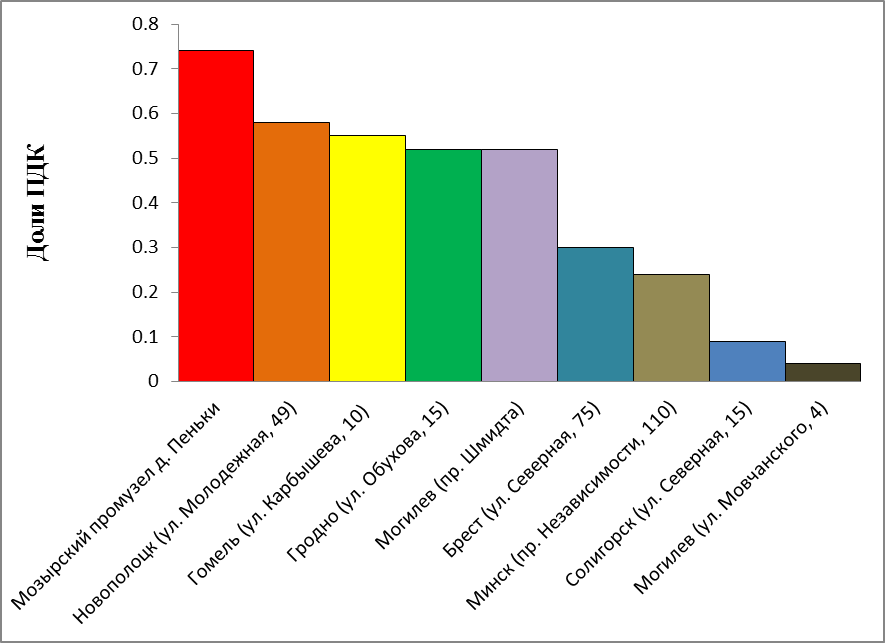 Доли ПДК
0.8
0.7
0.6
0.5
0.4
0.3
0.2
0.1
0
Мозырский промузел д. Пеньки
Новополоцк (ул. Молодежная, 49)
Гомель (ул. Карбышева, 10)
Гродно (ул. Обухова, 15)
Могилев (пр. Шмидта)
Брест (ул. Северная, 75)
Минск (пр. Независимости, 110)
Солигорск (ул. Северная, 15)
Могилев (ул. Мовчанского, 4)